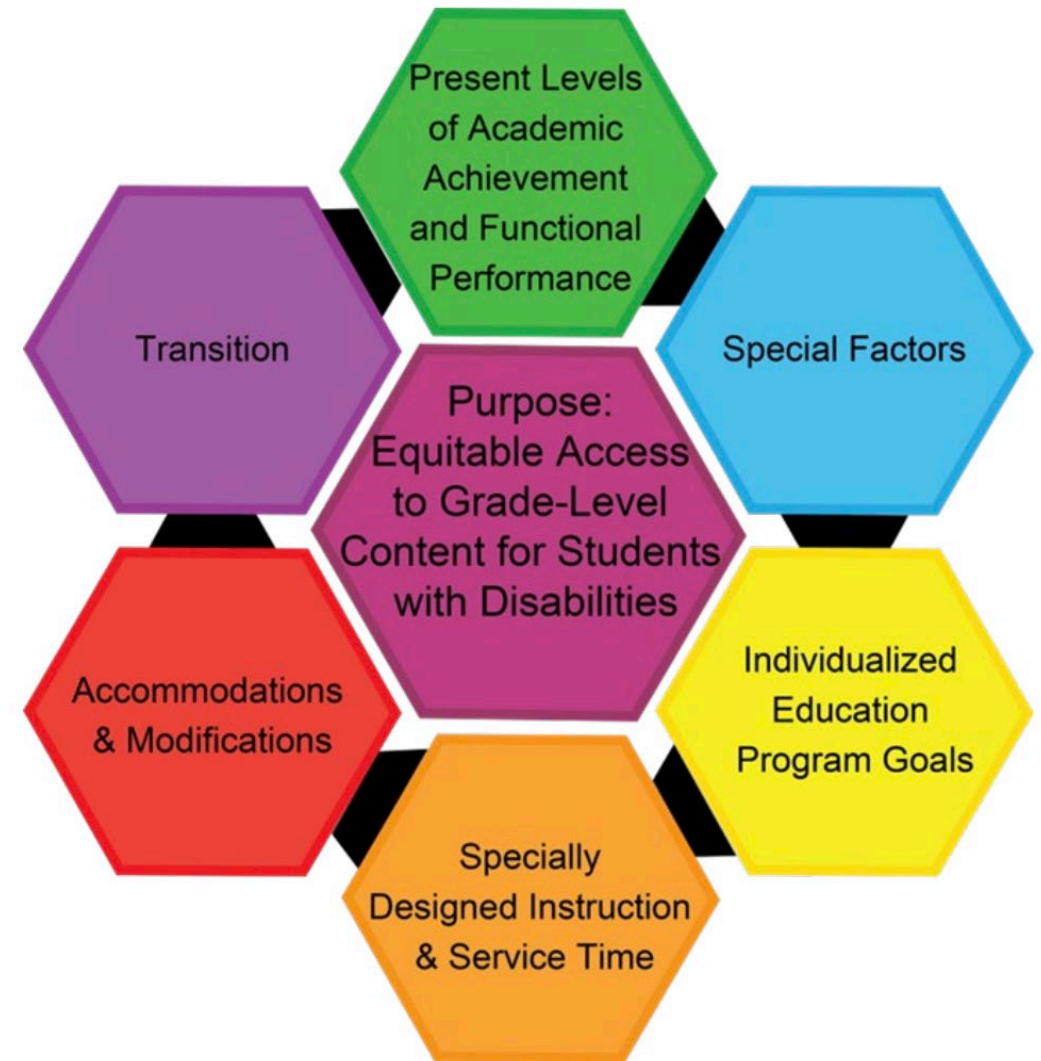 Present Levels
of Academic
Achievement
and Functional
Performance
Transition
Special Factors
Purpose:
Equitable Access
to Grade-Level
Content for Students
with Disabilities
Accommodations
& Modifications
Individualized
Education
Program Goals
Specially
Designed Instruction
& Service Time